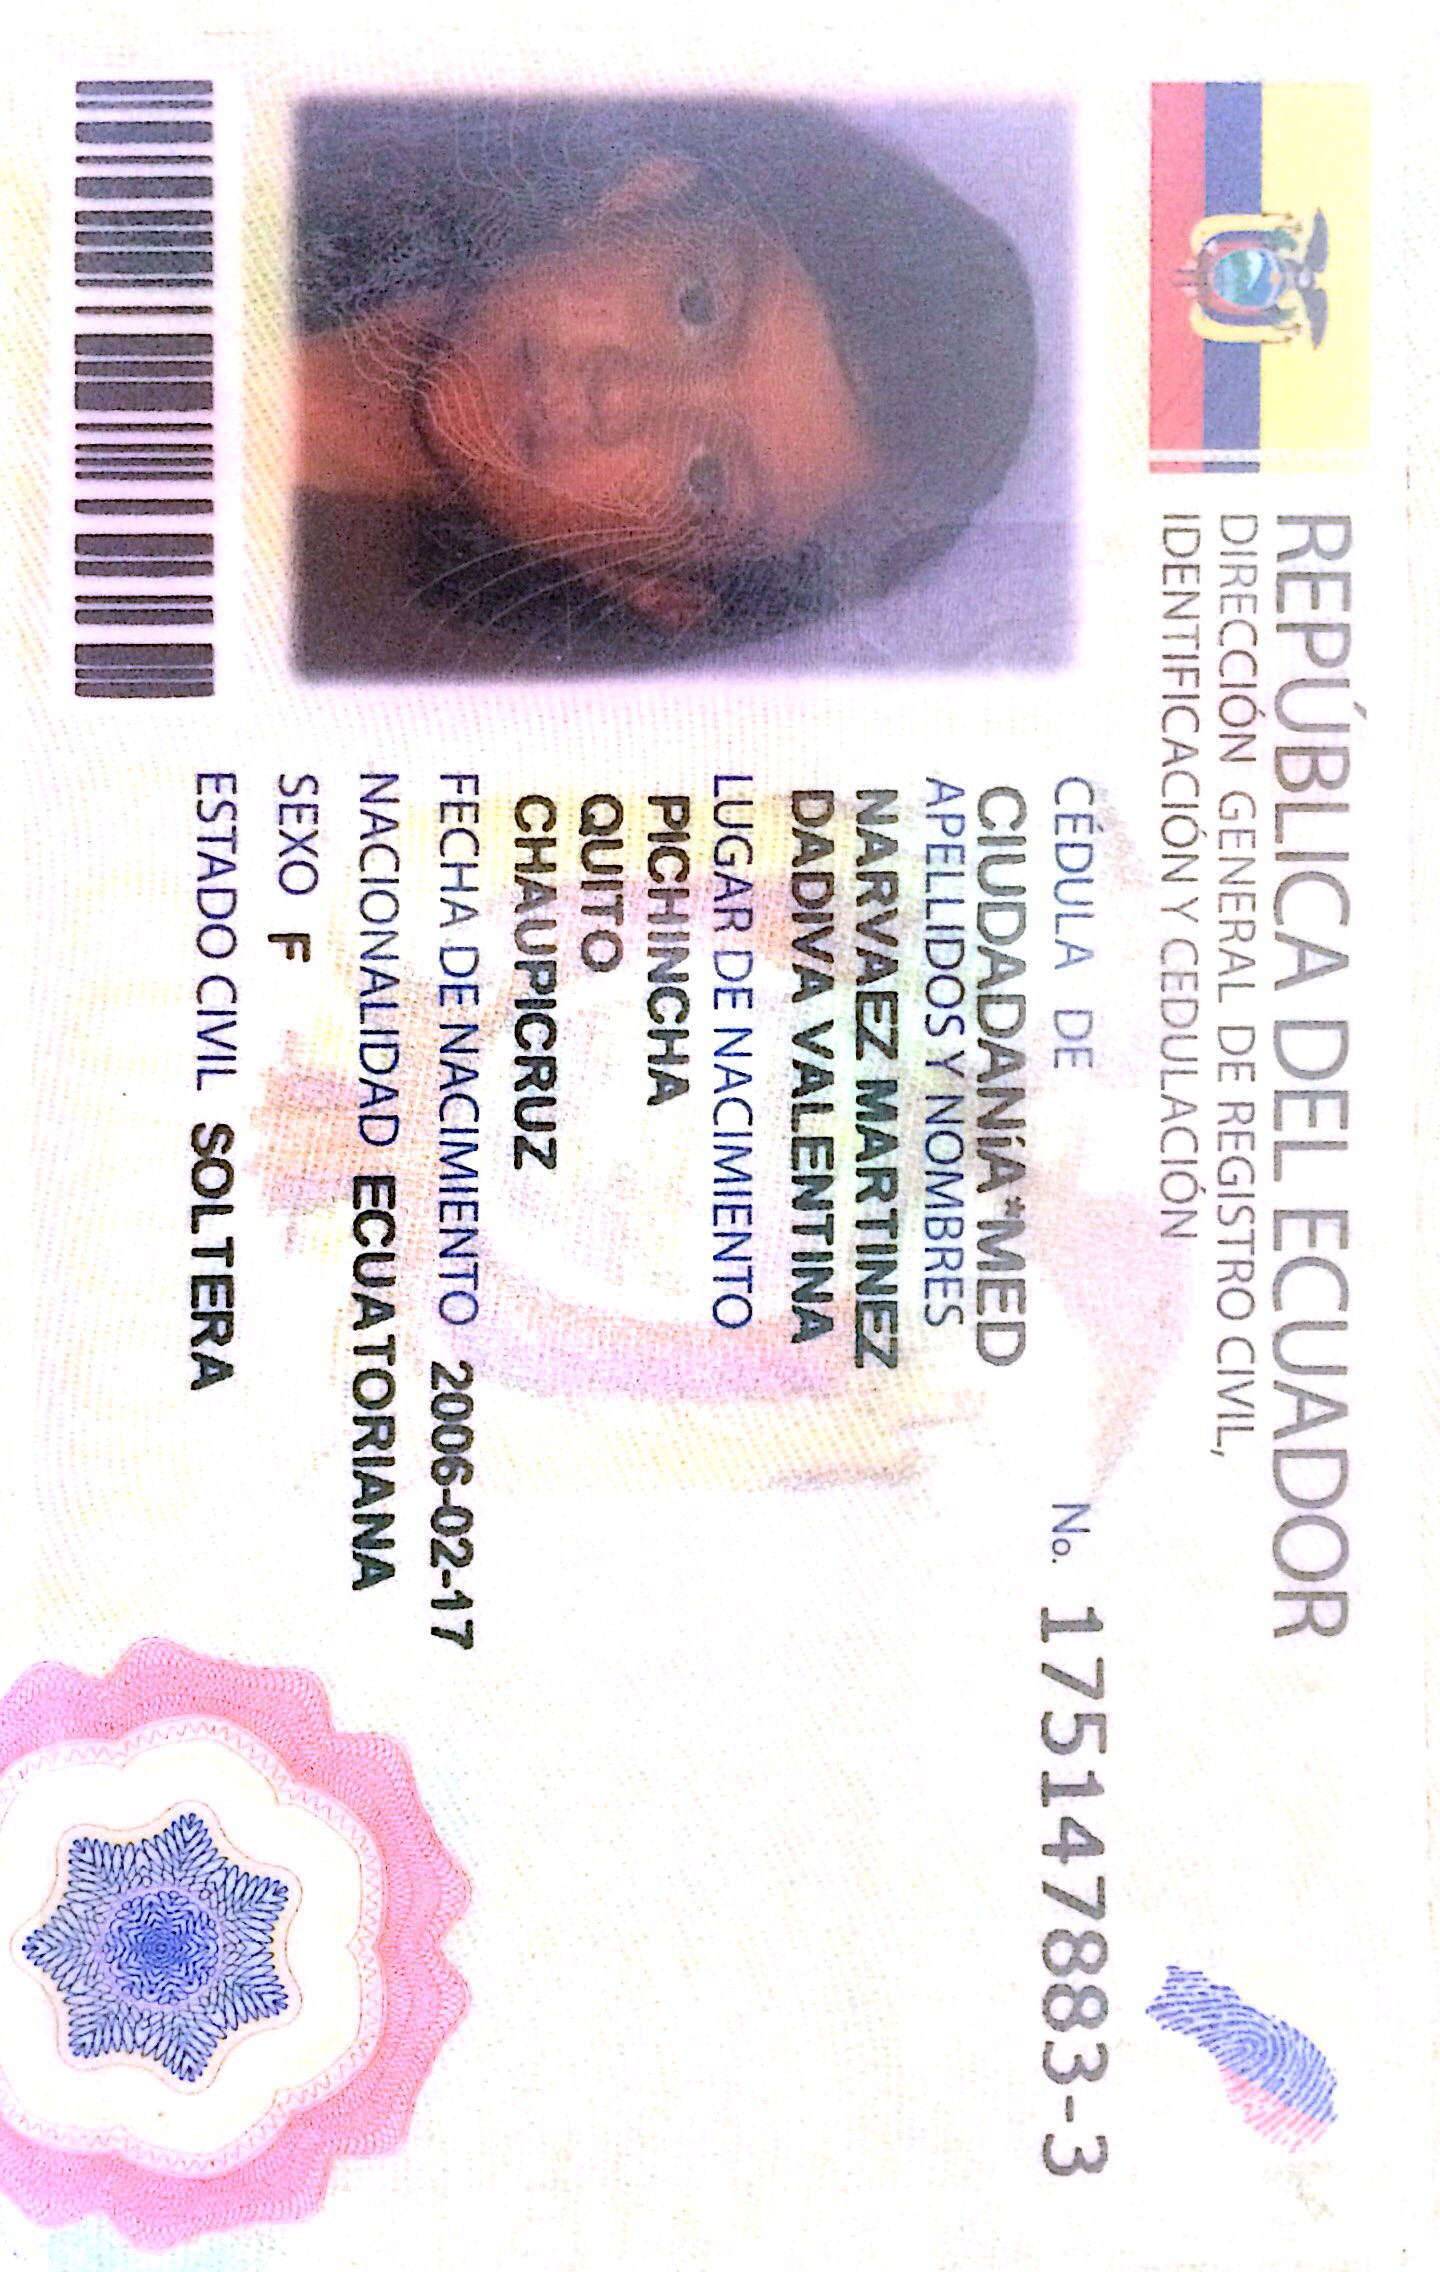 REPÚBLICA DEL ECUADOR
DIRECCIÓN GENERAL DE REGISTRO CIVIL,
IDENTIFICACIÓN Y CEDULACIÓN
CÉDULA DE No. 175147883-3
CIUDADANíA*MED
APELLIDOS Y NOMBRES
NARVAEZ MARTINEZ
DADIVA VALENTINA
LUGAR DE NACIMIENTO
PICHINCHA
QUITO
CHAUPICRUZ
FECHA DE NACIMIENTO 2006-02-17
NACIONALIDAD ECUATORIANA
SEXO F
ESTADO CIVIL SOLTERA